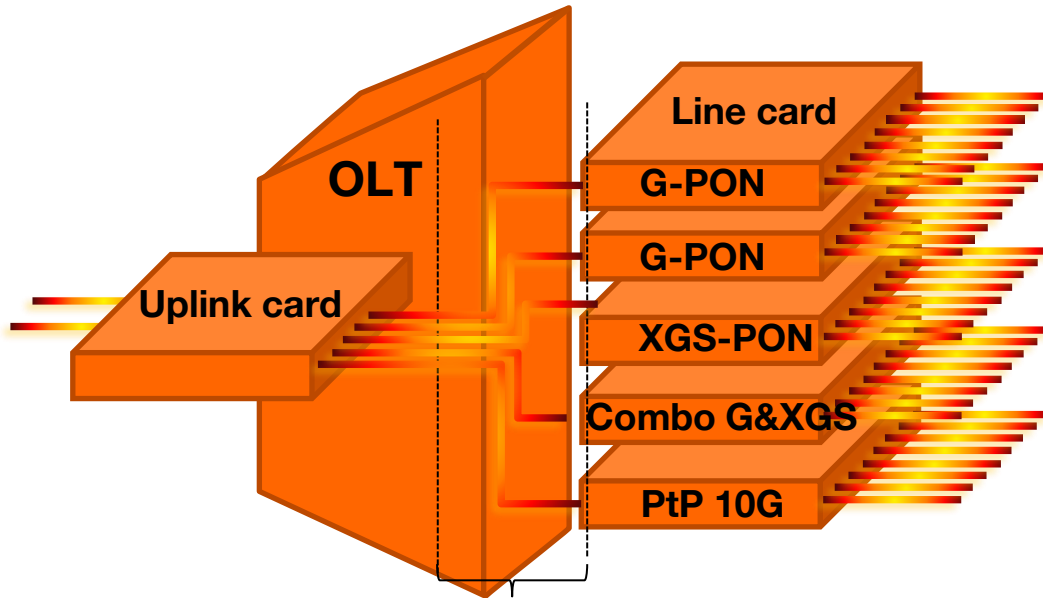 OLT
Uplink card
Line card
G-PON
G-PON
XGS-PON
Combo G&XGS
PtP 10G